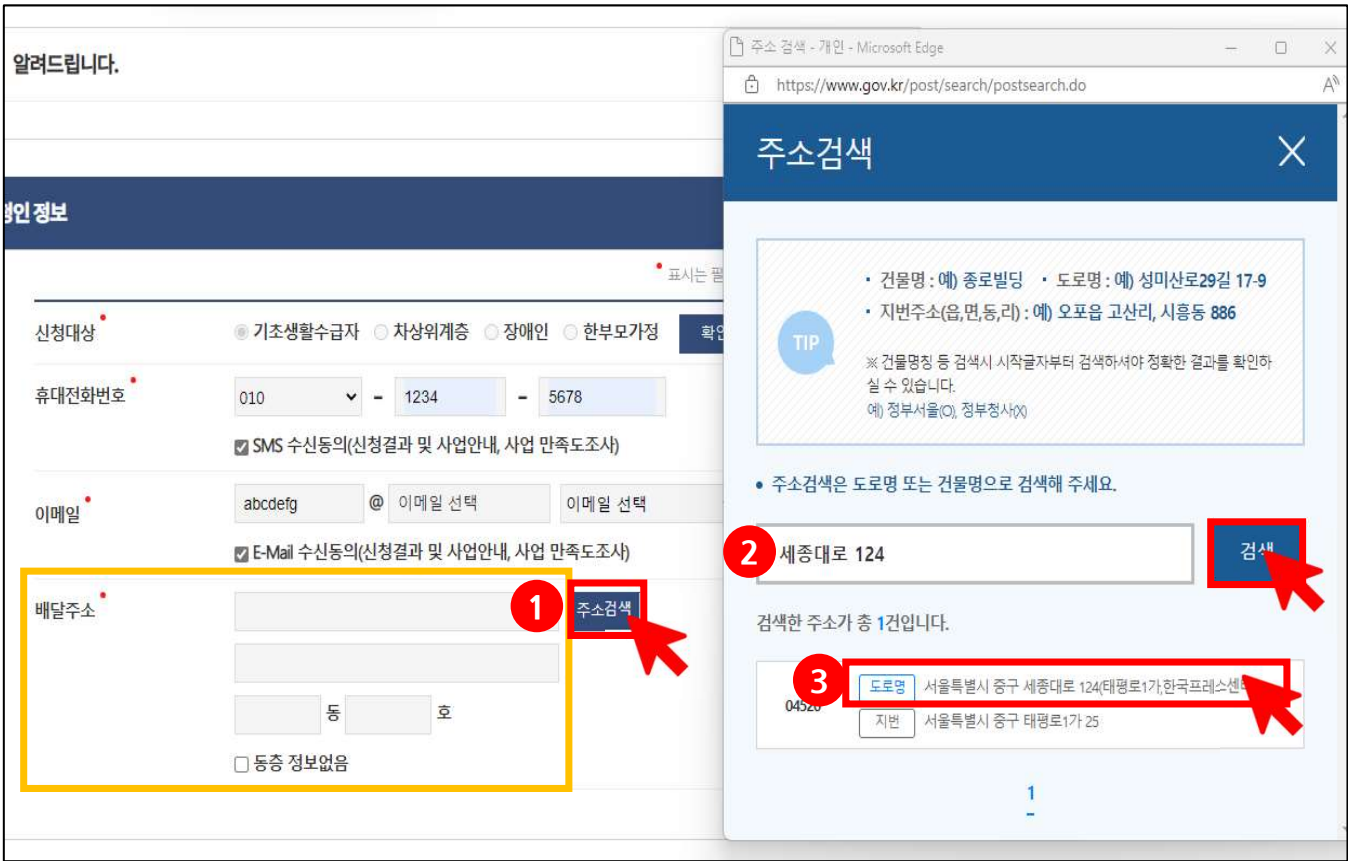 알려드립니다.
인 정보
• 표시는 필
신청대상 •
기초생활수급자 차상위계층 장애인 한부모가정
휴대전화번호 •
010 - 1234 - 5678
SMS 수신동의(신청결과 및 사업안내, 사업 만족도조사)
이메일 •
abcdefg @ 이메일 선택 이메일 선택
E-Mail 수신동의(신청결과 및 사업안내, 사업 만족도조사)
배달주소 •
1 주소검색
동 호
동층 정보없음
주소 검색 - 개인 - Microsoft Edge
https://www.gov.kr/post/search/postsearch.do
주소검색
TIP
• 건물명 : 예) 종로빌딩 • 도로명 : 예) 성미산로29길 17-9
• 지번주소(읍,면,동,리) : 예) 오포읍 고산리, 시흥동 886
※ 건물명칭 등 검색시 시작글자부터 검색하셔야 정확한 결과를 확인하
실 수 있습니다.
예) 정부서울(O), 정부청사(X)
• 주소검색은 도로명 또는 건물명으로 검색해 주세요.
2 세종대로 124 검색
검색한 주소가 총 1건입니다.
3 도로명 서울특별시 중구 세종대로 124(태평로1가,한국프레스센
04520
지번 서울특별시 중구 태평로1가 25
1